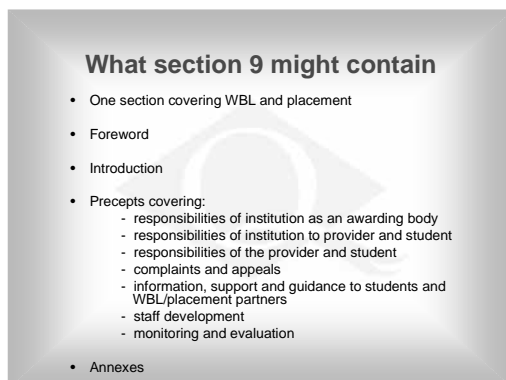 What section 9 might contain
• One section covering WBL and placement
• Foreword
• Introduction
• Precepts covering:
- responsibilities of institution as an awarding body
- responsibilities of institution to provider and student
- responsibilities of the provider and student
- complaints and appeals
- information, support and guidance to students and
WBL/placement partners
- staff development
- monitoring and evaluation
• Annexes